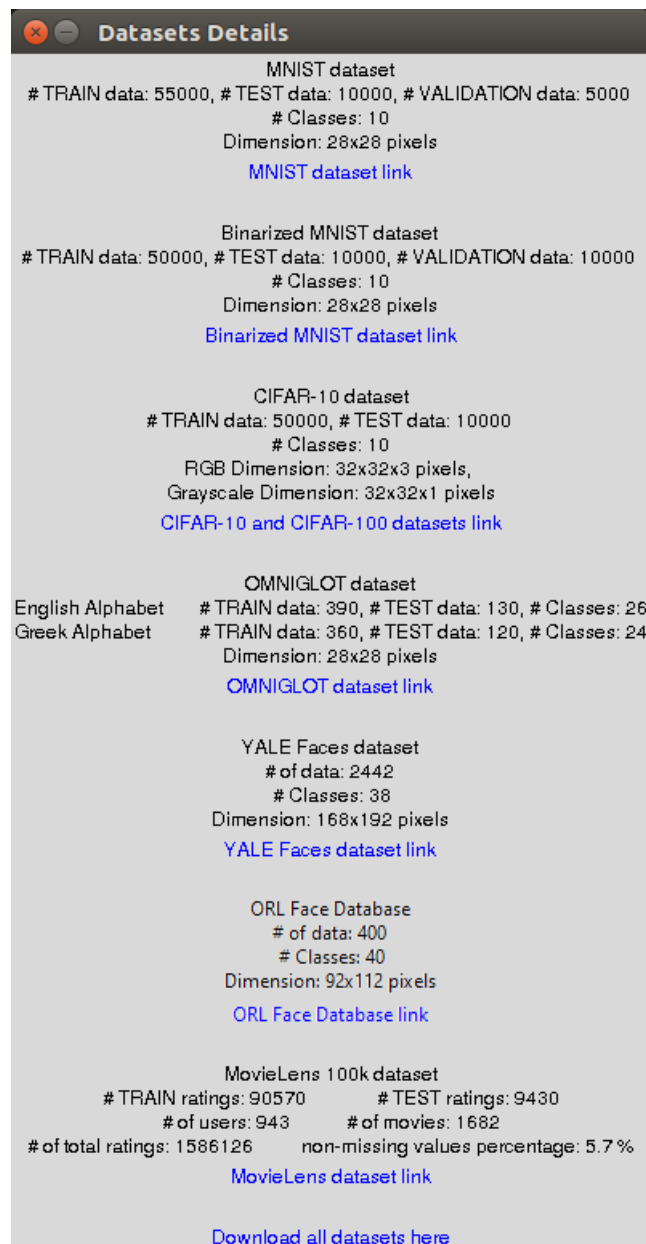 Datasets Details
MNIST dataset
# TRAIN data: 55000, # TEST data: 10000, # VALIDATION data: 5000
# Classes: 10
Dimension: 28x28 pixels
MNIST dataset link
Binarized MNIST dataset
# TRAIN data: 50000, # TEST data: 10000, # VALIDATION data: 10000
# Classes: 10
Dimension: 28x28 pixels
Binarized MNIST dataset link
CIFAR-10 dataset
# TRAIN data: 50000, # TEST data: 10000
# Classes: 10
RGB Dimension: 32x32x3 pixels,
Grayscale Dimension: 32x32x1 pixels
CIFAR-10 and CIFAR-100 datasets link
OMNIGLOT dataset
English Alphabet # TRAIN data: 390, # TEST data: 130, # Classes: 26
Greek Alphabet # TRAIN data: 360, # TEST data: 120, # Classes: 24
Dimension: 28x28 pixels
OMNIGLOT dataset link
YALE Faces dataset
# of data: 2442
# Classes: 38
Dimension: 168x192 pixels
YALE Faces dataset link
ORL Face Database
# of data: 400
# Classes: 40
Dimension: 92x112 pixels
ORL Face Database link
MovieLens 100k dataset
# TRAIN ratings: 90570 # TEST ratings: 9430
# of users: 943 # of movies: 1682
# of total ratings: 1586126 non-missing values percentage: 5.7 %
MovieLens dataset link
Download all datasets here